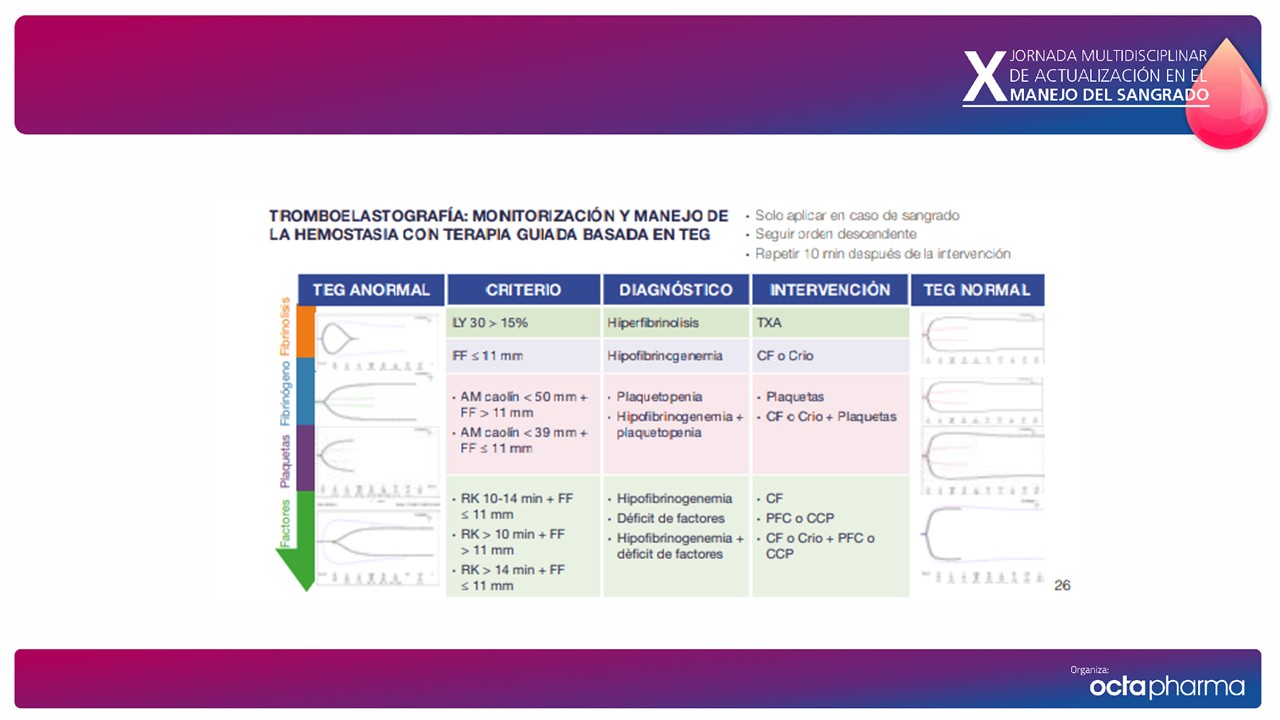 X JORNADA MULTIDISCIPLINAR
DE ACTUALIZACIÓN EN EL
MANEJO DEL SANGRADO
TROMBOELASTOGRAFÍA: MONITORIZACIÓN Y MANEJO DE
LA HEMOSTASIA CON TERAPIA GUIADA BASADA EN TEG
• Solo aplicar en caso de sangrado
• Seguir orden descendente
• Repetir 10 min después de la intervención
TEG ANORMAL
CRITERIO
DIAGNÓSTICO
INTERVENCIÓN
TEG NORMAL
Fibrinolisis
LY 30 > 15%
Hiperfibrinolisis
TXA
Fibrinógeno
FF ≤ 11 mm
Hipofibrinogenemia
CF o Crio
Plaquetas
• AM caolín < 50 mm +
FF > 11 mm
• AM caolín < 39 mm +
FF ≤ 11 mm
• Plaquetopenia
• Hipofibrinogenemia +
plaquetopenia
• Plaquetas
• CF o Crio + Plaquetas
Factores
• RK 10-14 min + FF
≤ 11 mm
• RK > 10 min + FF
> 11 mm
• RK > 14 min + FF
≤ 11 mm
• Hipofibrinogenemia
• Déficit de factores
• Hipofibrinogenemia +
dèficit de factores
• CF
• PFC o CCP
• CF o Crio + PFC o
CCP
26
Organiza:
octapharma